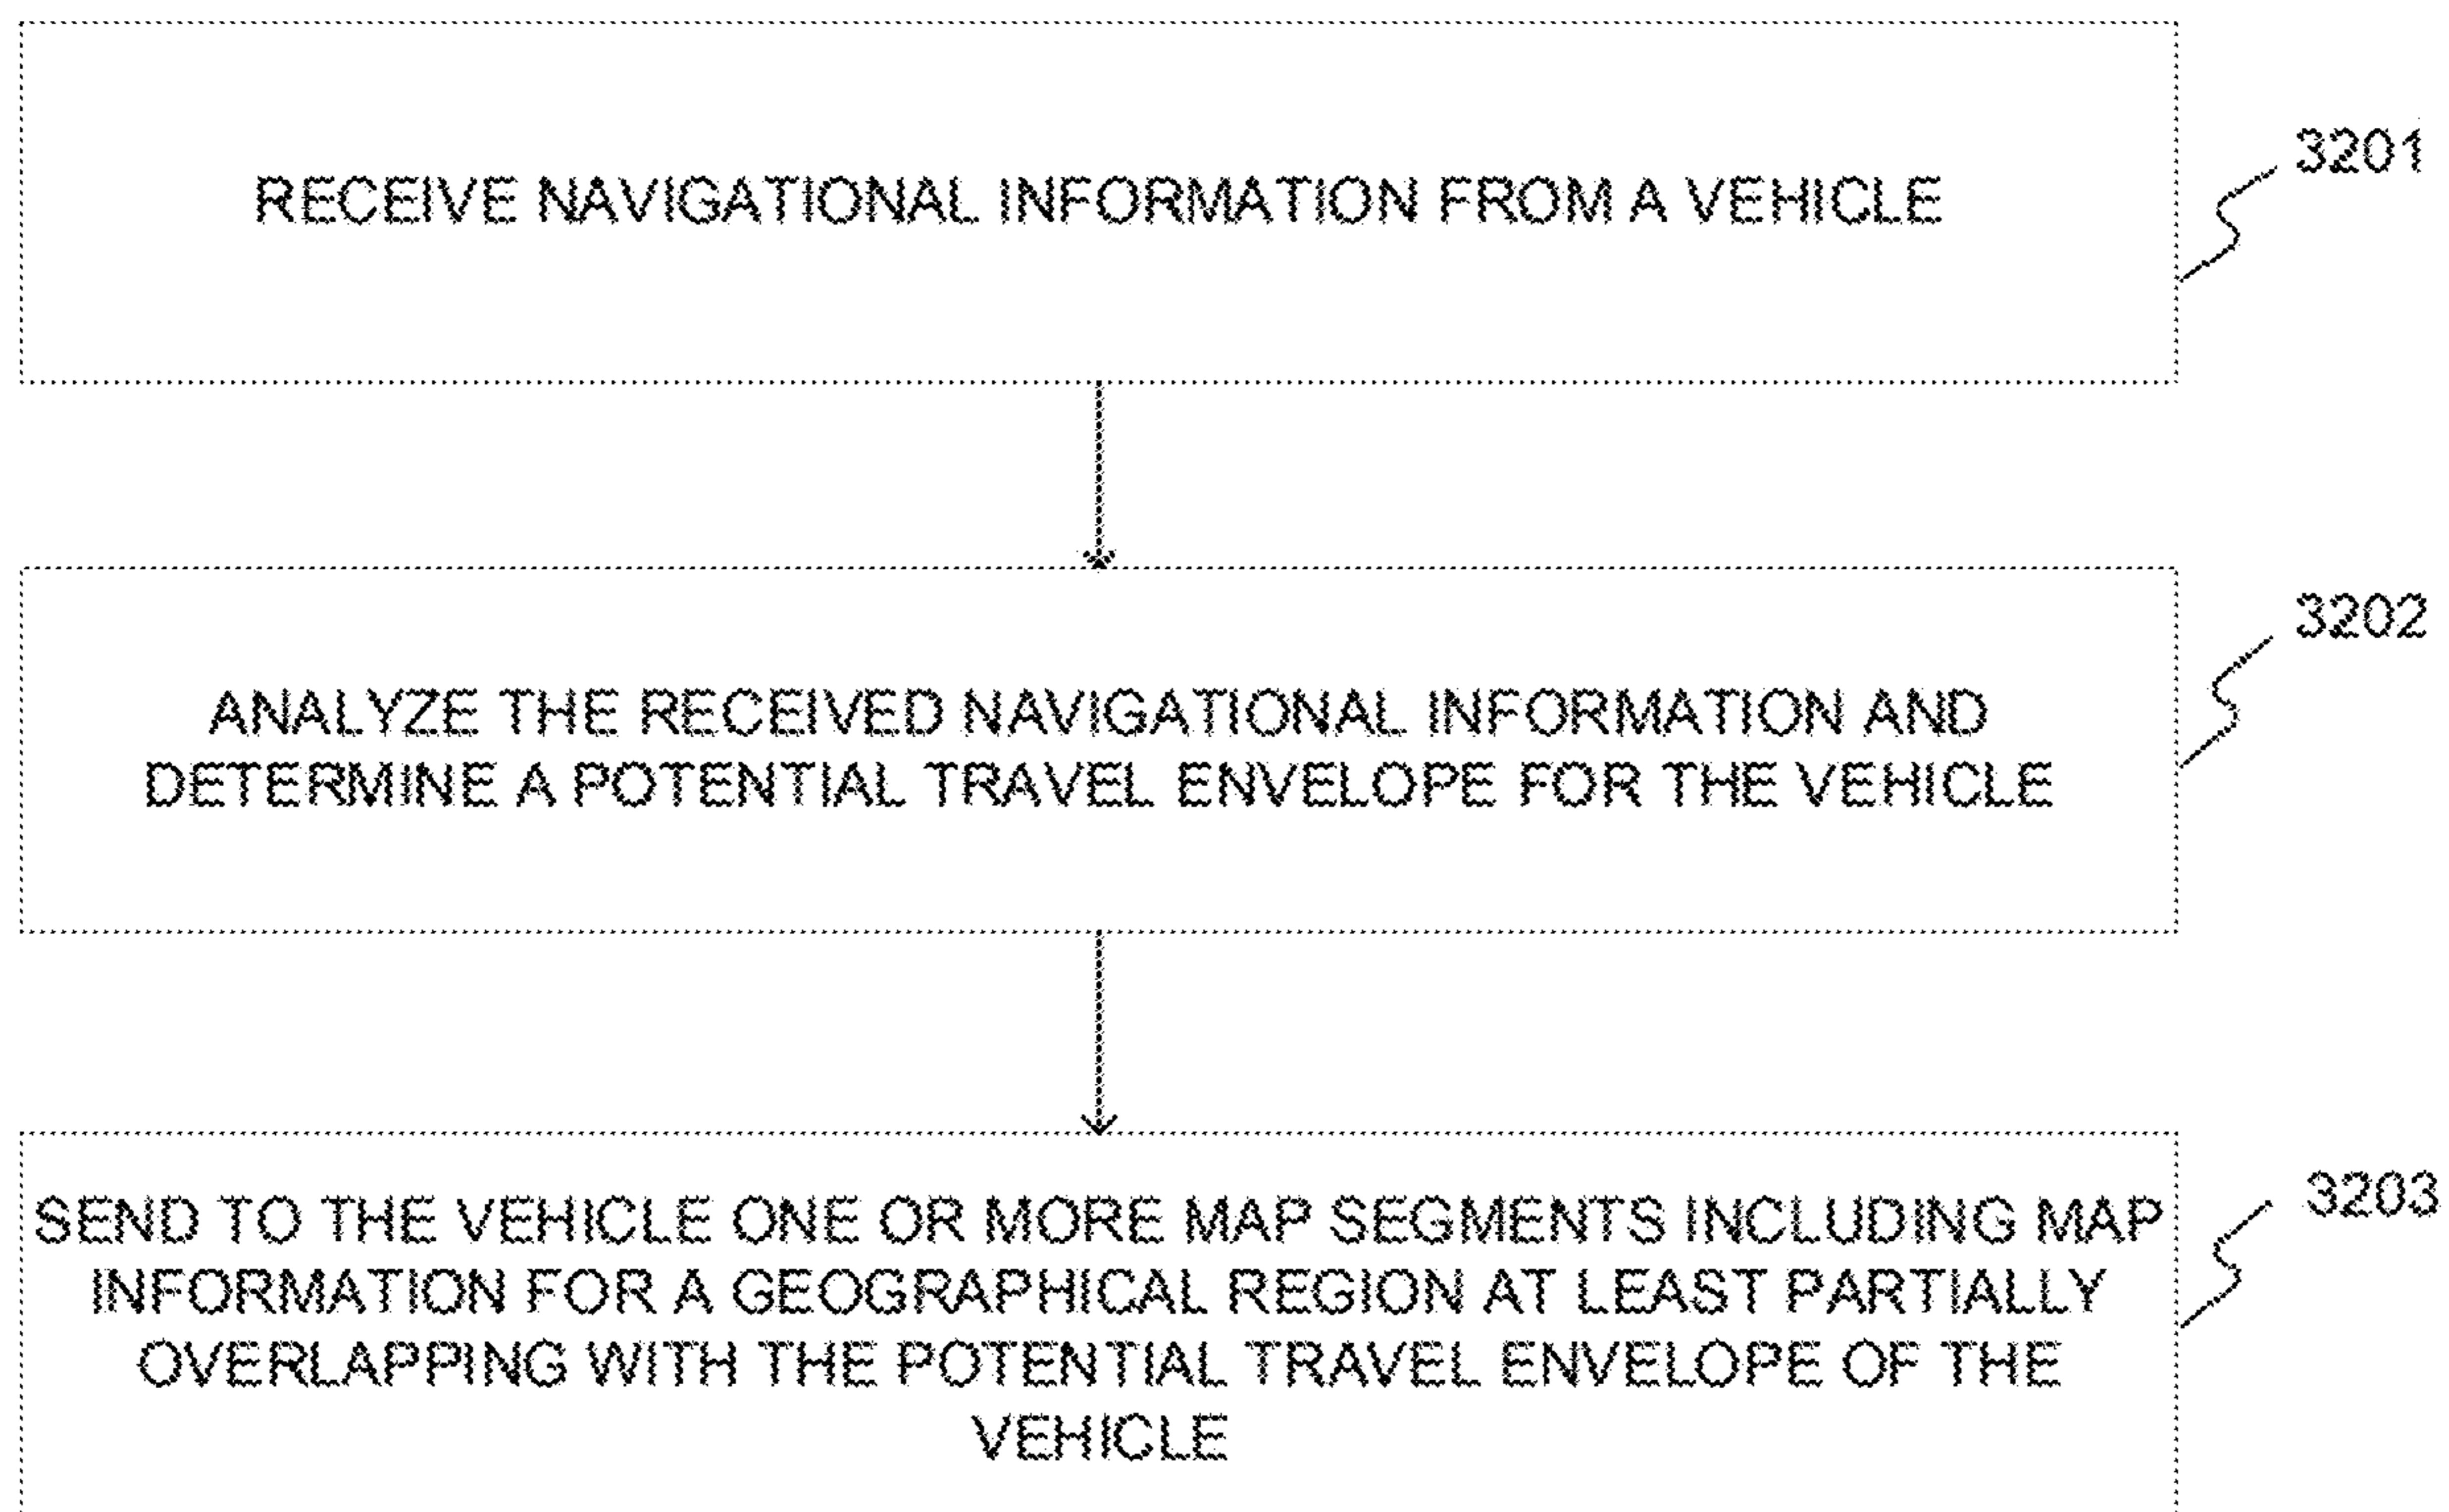 RECEIVE NAVIGATIONAL INFORMATION FROM A VEHICLE
3201
3202
ANALYZE THE RECEIVED NAVIGATIONAL INFORMATION AND
DETERMINE A POTENTIAL TRAVEL ENVELOPE FOR THE VEHICLE
3203
SEND TO THE VEHICLE ONE OR MORE MAP SEGMENTS INCLUDING MAP
INFORMATION FOR A GEOGRAPHICAL REGION AT LEAST PARTIALLY
OVERLAPPING WITH THE POTENTIAL TRAVEL ENVELOPE OF THE
VEHICLE